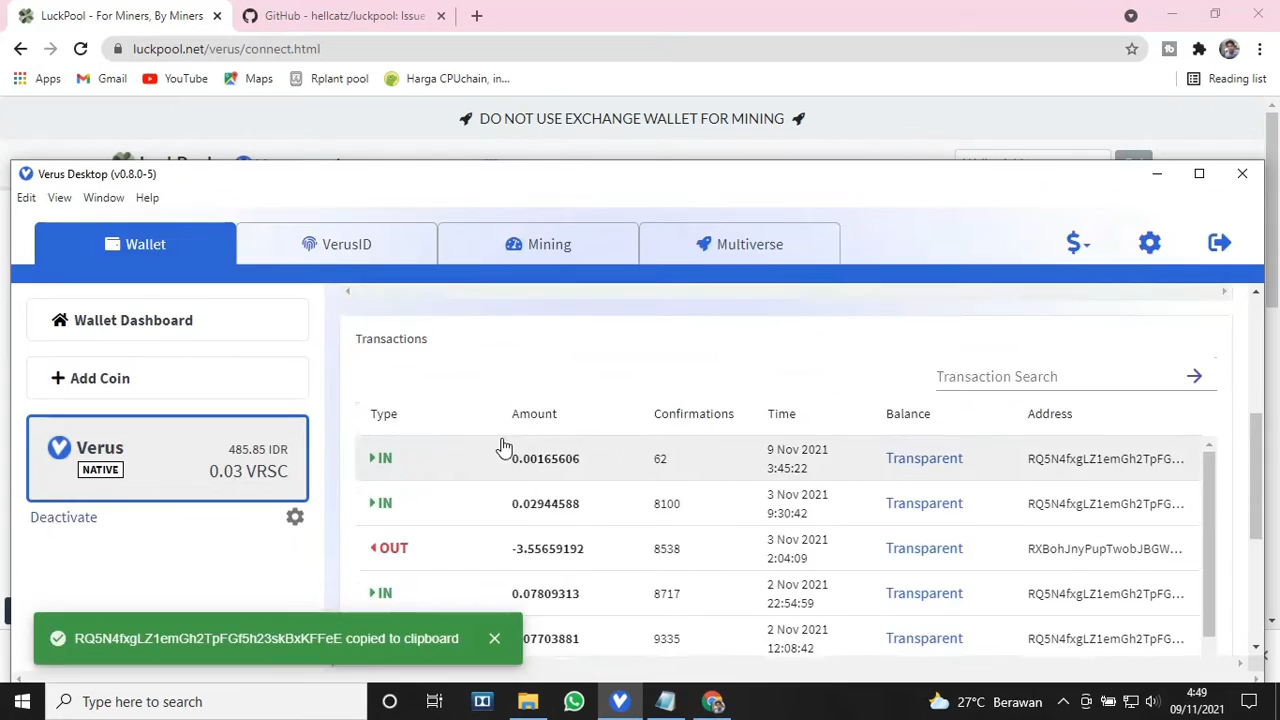 LuckPool - For Miners, By Miners
GitHub - hellcatz/luckpool: Issue
luckpool.net/verus/connect.html
Apps
Gmail
YouTube
Maps
Rplant pool
Harga CPUchain, in...
Reading list
DO NOT USE EXCHANGE WALLET FOR MINING
Verus Desktop (v0.8.0-5)
Edit View Window Help
Wallet
VerusID
Mining
Multiverse
$
Wallet Dashboard
Add Coin
Verus
NATIVE
485.85 IDR
0.03 VRSC
Deactivate
Transactions
Transaction Search
Type Amount Confirmations Time Balance Address
IN 0.00165606 62 9 Nov 2021 3:45:22 Transparent RQ5N4fxgLZ1emGh2TpFG...
IN 0.02944588 8100 3 Nov 2021 9:30:42 Transparent RQ5N4fxgLZ1emGh2TpFG...
OUT -3.55659192 8538 3 Nov 2021 2:04:09 Transparent RXBohJnyPupTwobJBGW...
IN 0.07809313 8717 2 Nov 2021 22:54:59 Transparent RQ5N4fxgLZ1emGh2TpFG...
.07703881 9335 2 Nov 2021 12:08:42 Transparent RQ5N4fxgLZ1emGh2TpFG...
RQ5N4fxgLZ1emGh2TpFGf5h23skBxKFFeE copied to clipboard
Type here to search
27°C Berawan
4:49
09/11/2021